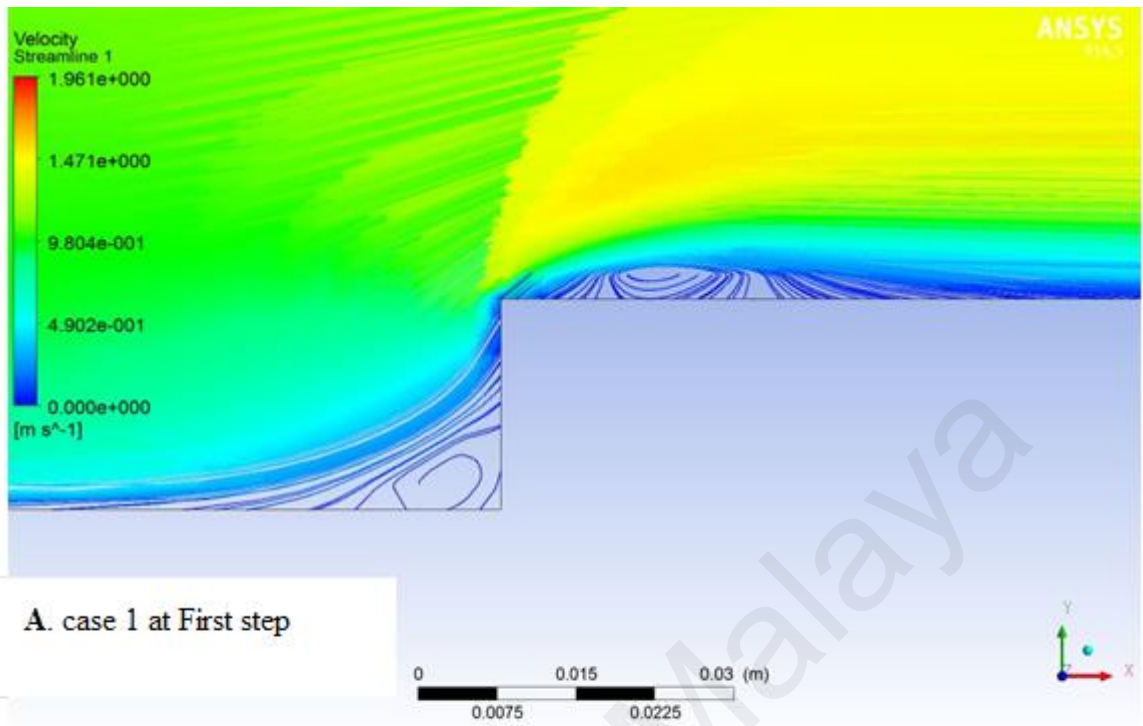 Velocity
Streamline 1
1.961e+000
1.471e+000
9.804e-001
4.902e-001
0.000e+000
[m s^-1]
ANSYS
A. case 1 at First step
0 0.015 0.03 (m)
0.0075 0.0225
Y
X
Z
Malaya